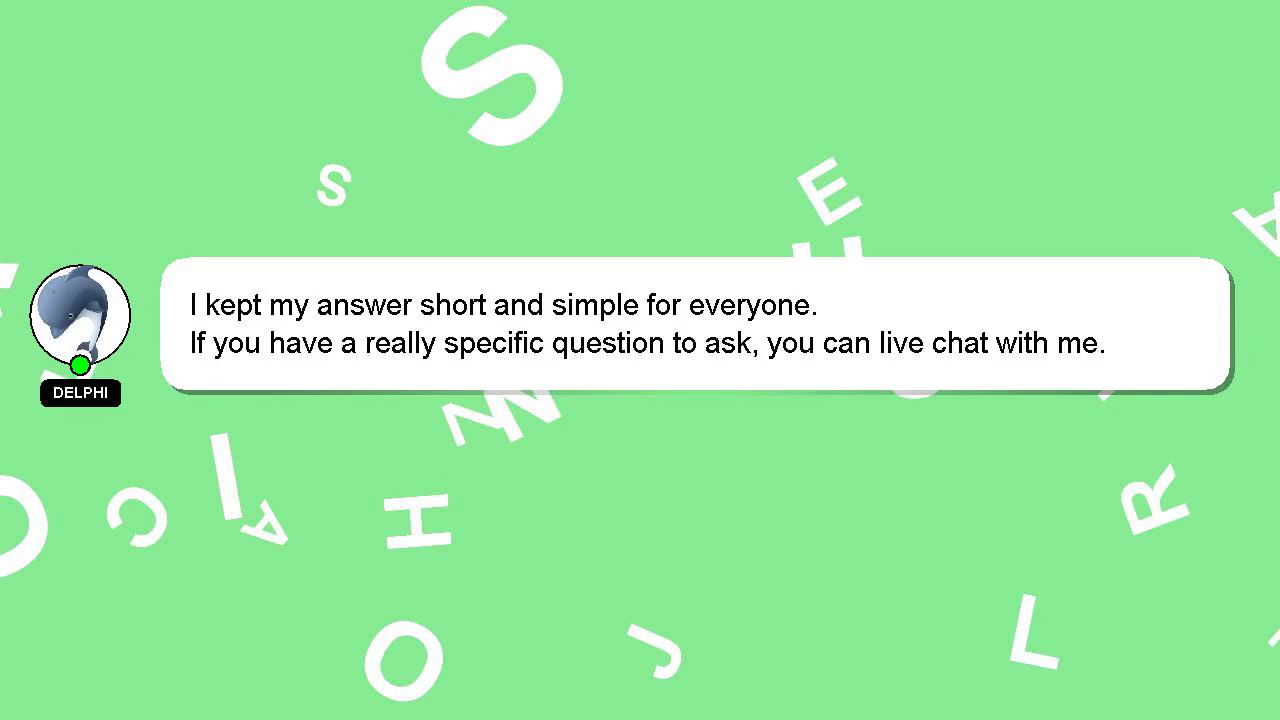 I kept my answer short and simple for everyone.
If you have a really specific question to ask, you can live chat with me.
DELPHI
S
S
E
A
N
I
C
A
H
R
O
J
L